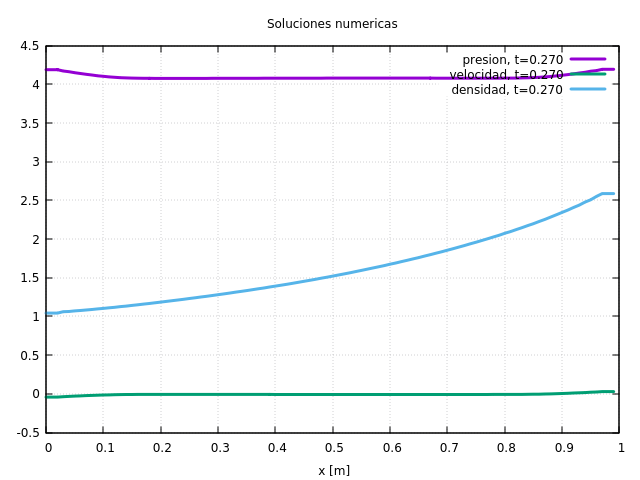 Soluciones numericas
presion, t=0.270
velocidad, t=0.270
densidad, t=0.270
4.5
4
3.5
3
2.5
2
1.5
1
0.5
0
-0.5
0 0.1 0.2 0.3 0.4 0.5 0.6 0.7 0.8 0.9 1
x [m]